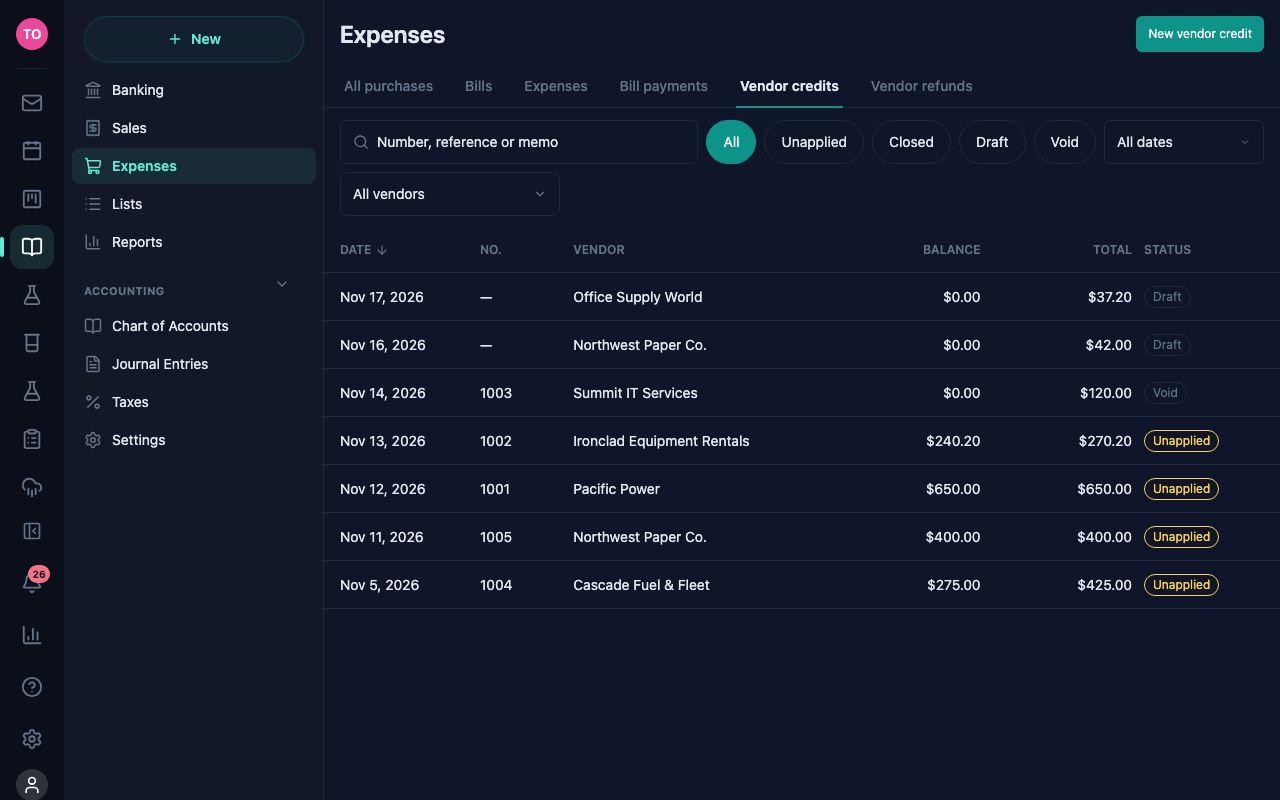 TO
New
Banking
Sales
Expenses
Lists
Reports
ACCOUNTING
Chart of Accounts
Journal Entries
Taxes
Settings
26
Expenses
New vendor credit
All purchases Bills Expenses Bill payments Vendor credits Vendor refunds
Number, reference or memo All Unapplied Closed Draft Void All dates
All vendors
DATE NO. VENDOR BALANCE TOTAL STATUS
Nov 17, 2026 — Office Supply World $0.00 $37.20 Draft
Nov 16, 2026 — Northwest Paper Co. $0.00 $42.00 Draft
Nov 14, 2026 1003 Summit IT Services $0.00 $120.00 Void
Nov 13, 2026 1002 Ironclad Equipment Rentals $240.20 $270.20 Unapplied
Nov 12, 2026 1001 Pacific Power $650.00 $650.00 Unapplied
Nov 11, 2026 1005 Northwest Paper Co. $400.00 $400.00 Unapplied
Nov 5, 2026 1004 Cascade Fuel & Fleet $275.00 $425.00 Unapplied